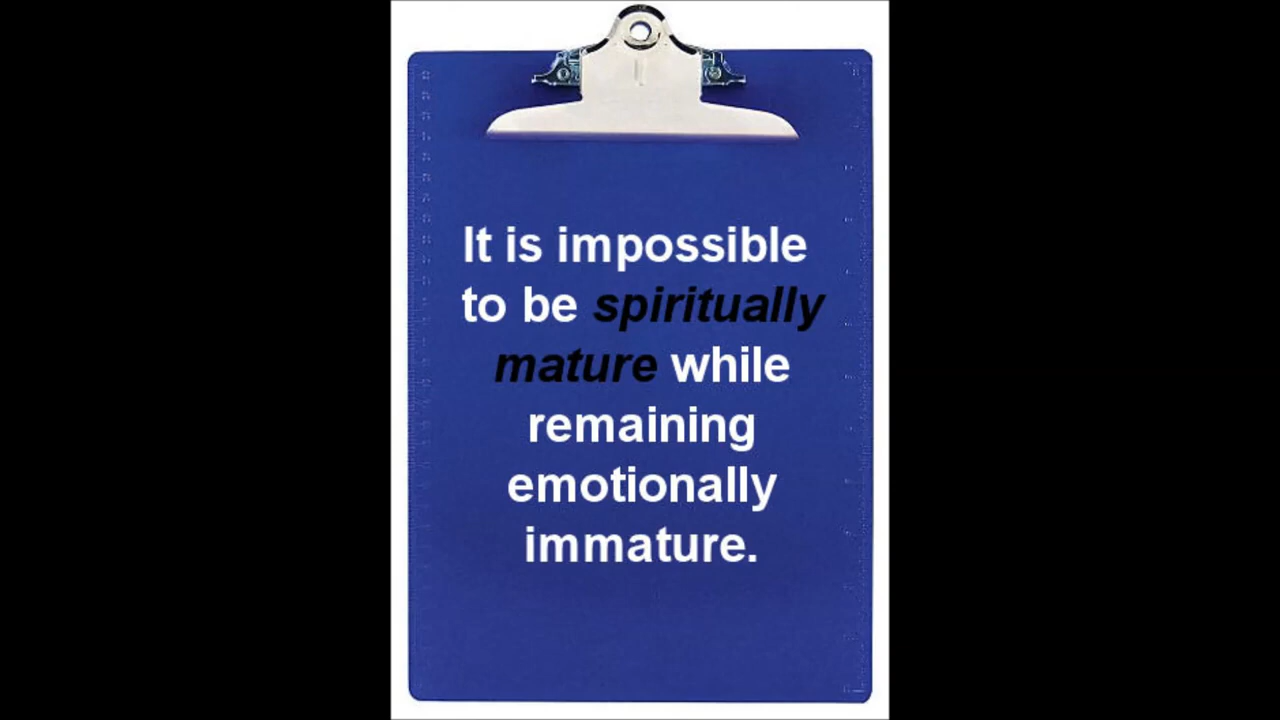 It is impossible
to be spiritually
mature while
remaining
emotionally
immature.